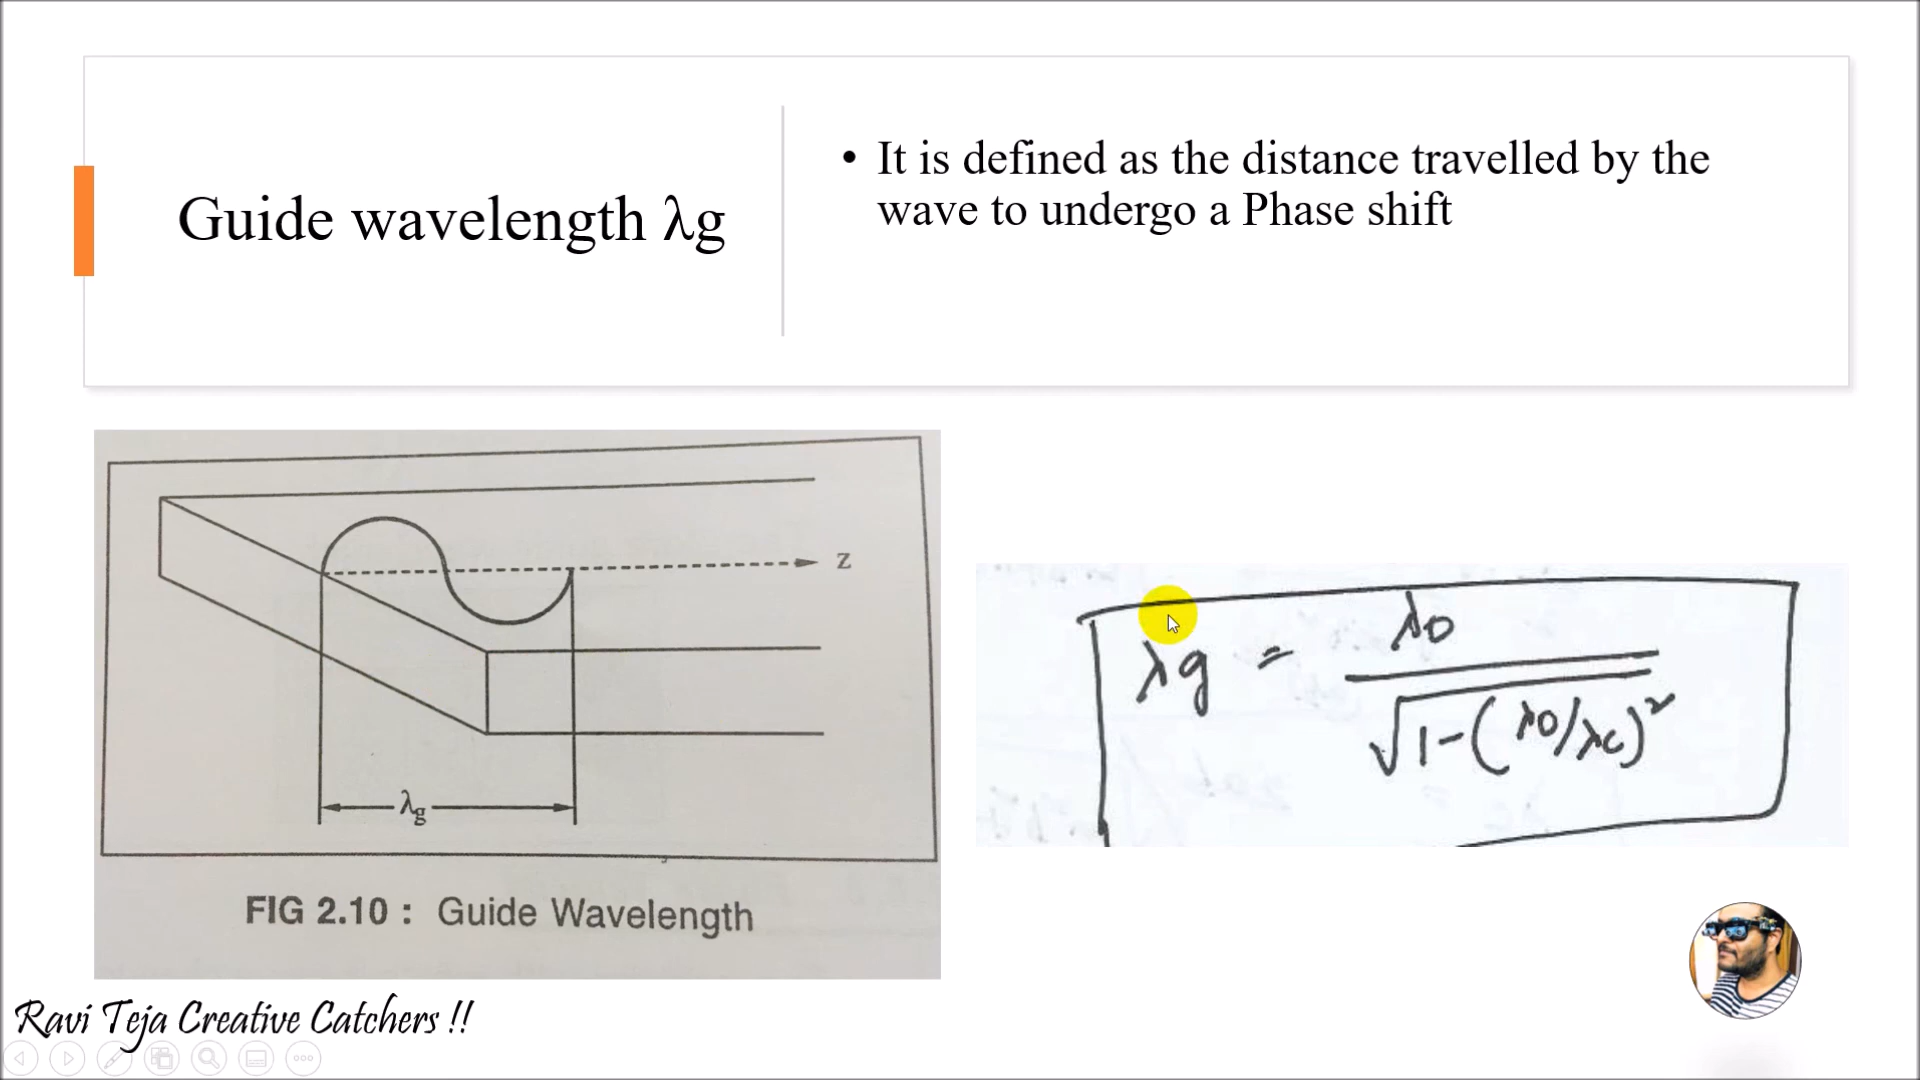 Guide wavelength λg
• It is defined as the distance travelled by the
wave to undergo a Phase shift
z
λg
FIG 2.10 : Guide Wavelength
λg = λ0 / √1-(λ0/λc)²
Ravi Teja Creative Catchers !!